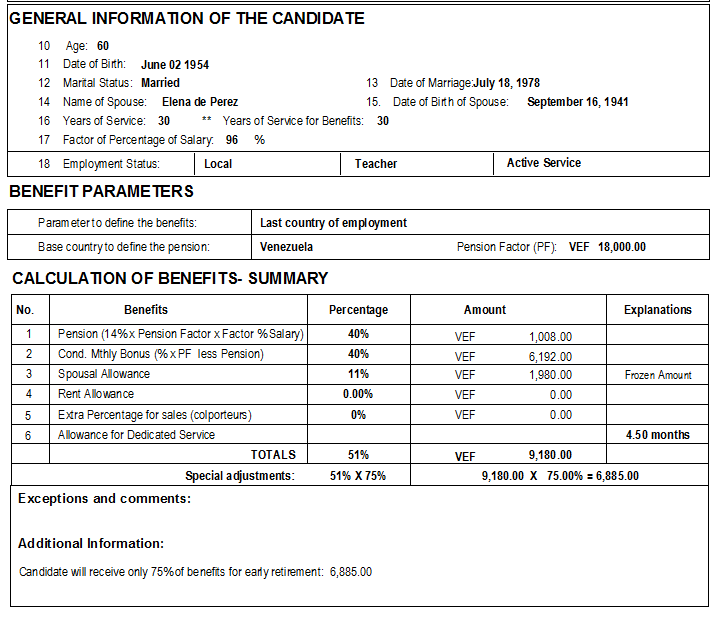 GENERAL INFORMATION OF THE CANDIDATE
10 Age: 60
11 Date of Birth: June 02 1954
12 Marital Status: Married 13 Date of Marriage: July 18, 1978
14 Name of Spouse: Elena de Perez 15. Date of Birth of Spouse: September 16, 1941
16 Years of Service: 30 ** Years of Service for Benefits: 30
17 Factor of Percentage of Salary: 96 %
18 Employment Status: Local Teacher Active Service
BENEFIT PARAMETERS
Parameter to define the benefits: Last country of employment
Base country to define the pension: Venezuela Pension Factor (PF): VEF 18,000.00
CALCULATION OF BENEFITS- SUMMARY
No. Benefits Percentage Amount Explanations
1 Pension (14% x Pension Factor x Factor % Salary) 40% VEF 1,008.00
2 Cond. Mthly Bonus (% x PF less Pension) 40% VEF 6,192.00
3 Spousal Allowance 11% VEF 1,980.00 Frozen Amount
4 Rent Allowance 0.00% VEF 0.00
5 Extra Percentage for sales (colporteurs) 0% VEF 0.00
6 Allowance for Dedicated Service 4.50 months
TOTALS 51% VEF 9,180.00
Special adjustments: 51% X 75% 9,180.00 X 75.00% = 6,885.00
Exceptions and comments:
Additional Information:
Candidate will receive only 75% of benefits for early retirement: 6,885.00